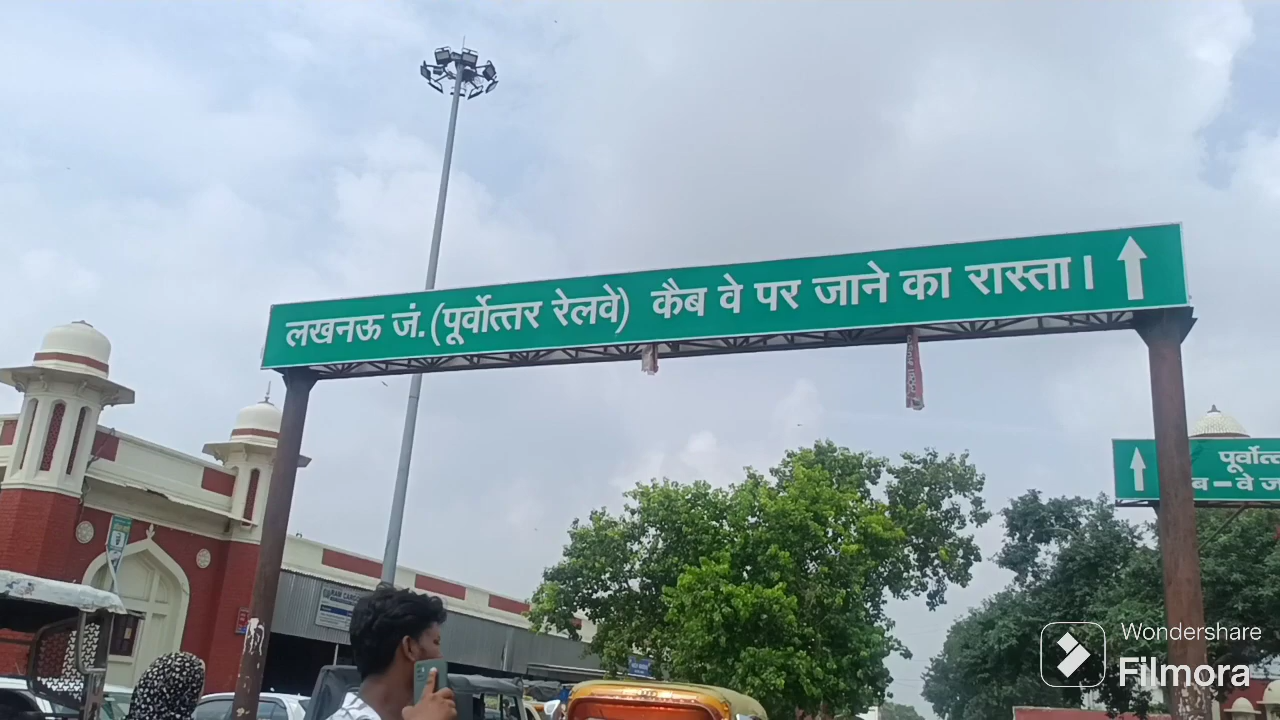 लखनऊ जं.(पूर्वोत्तर रेलवे) कैब वे पर जाने का रास्ता।
Wondershare
Filmora